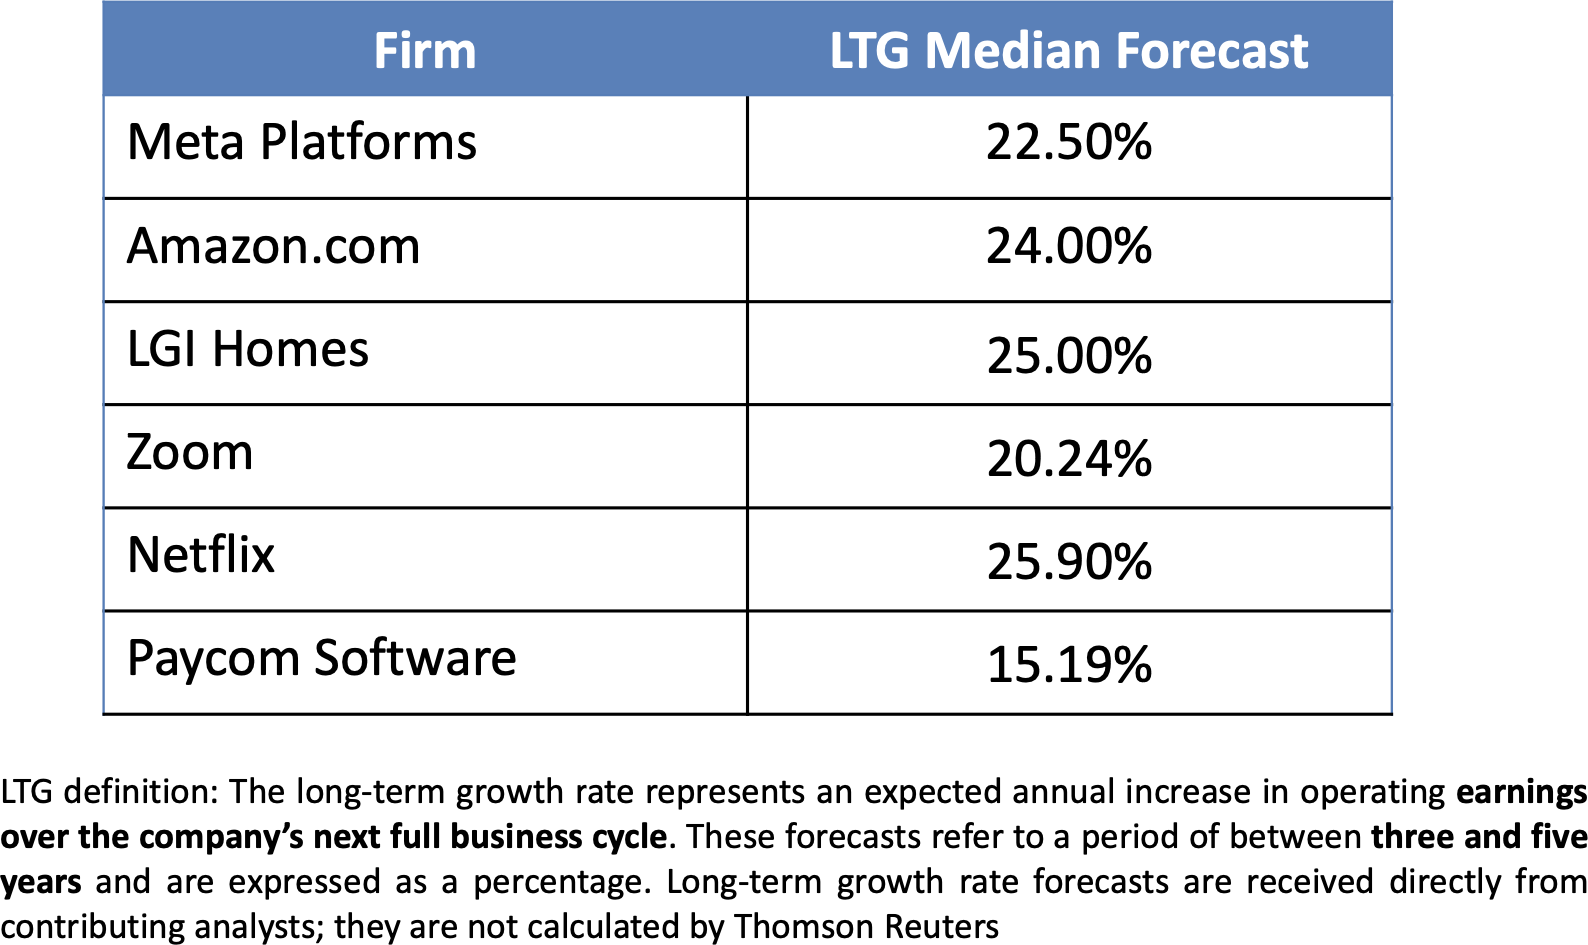 Firm LTG Median Forecast
Meta Platforms 22.50%
Amazon.com 24.00%
LGI Homes 25.00%
Zoom 20.24%
Netflix 25.90%
Paycom Software 15.19%
LTG definition: The long-term growth rate represents an expected annual increase in operating earnings
over the company’s next full business cycle. These forecasts refer to a period of between three and five
years and are expressed as a percentage. Long-term growth rate forecasts are received directly from
contributing analysts; they are not calculated by Thomson Reuters